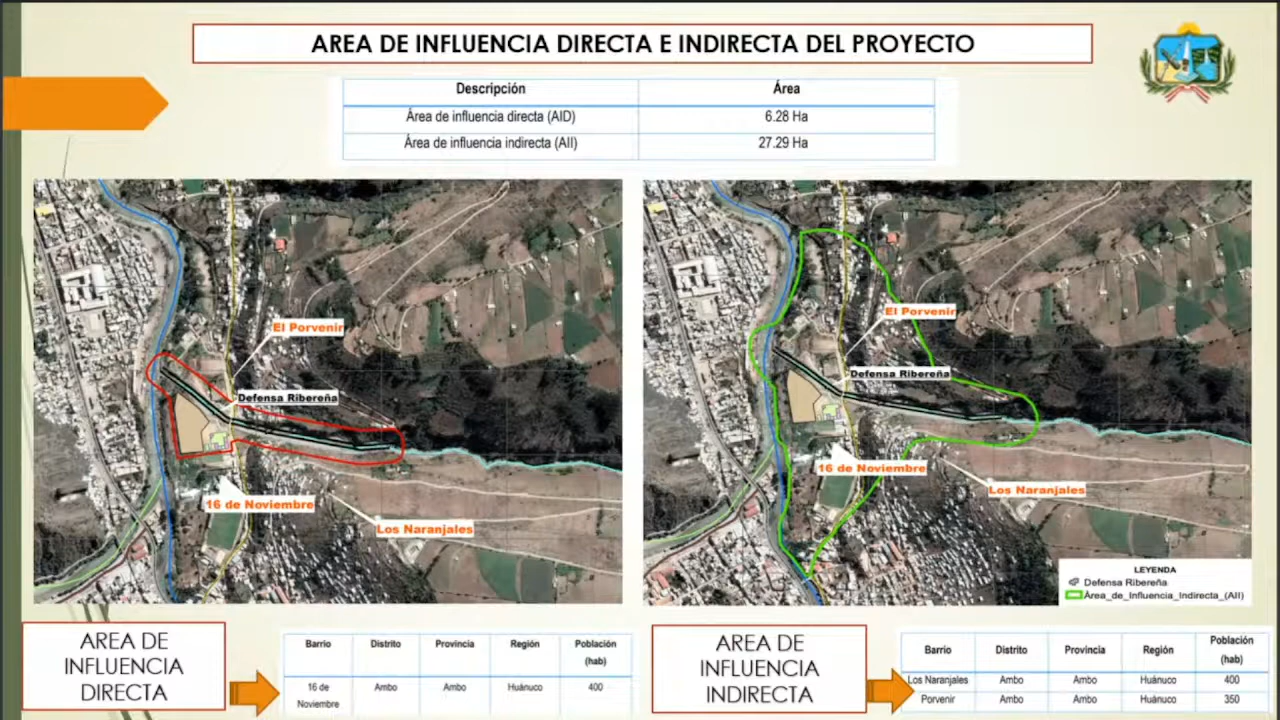 AREA DE INFLUENCIA DIRECTA E INDIRECTA DEL PROYECTO
Descripción Área
Área de influencia directa (AID) 6.28 Ha
Área de influencia indirecta (AII) 27.29 Ha
El Porvenir
Defensa Ribereña
16 de Noviembre
Los Naranjales
El Porvenir
Defensa Ribereña
16 de Noviembre
Los Naranjales
LEYENDA
Defensa Ribereña
Área_de_Influencia_Indirecta_(AII)
AREA DE
INFLUENCIA
DIRECTA
Barrio Distrito Provincia Región Población
(hab)
16 de Ambo Ambo Huánuco 400
Noviembre
AREA DE
INFLUENCIA
INDIRECTA
Barrio Distrito Provincia Región Población
(hab)
Los Naranjales Ambo Ambo Huánuco 400
Porvenir Ambo Ambo Huánuco 350